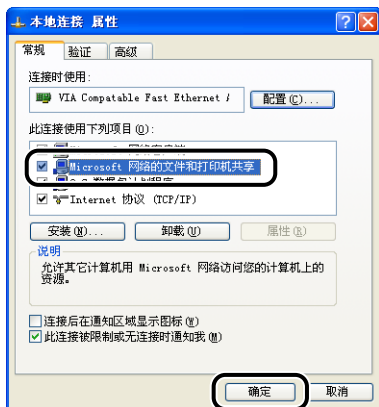 本地连接 属性
常规 验证 高级
连接时使用:
VIA Compatable Fast Ethernet
配置(C)...
此连接使用下列项目(O):
Microsoft 网络的文件和打印机共享
Internet 协议 (TCP/IP)
安装(N)... 卸载(U) 属性(R)
说明
允许其它计算机用 Microsoft 网络访问您的计算机上的
资源。
连接后在通知区域显示图标(W)
此连接被限制或无连接时通知我(M)
确定 取消